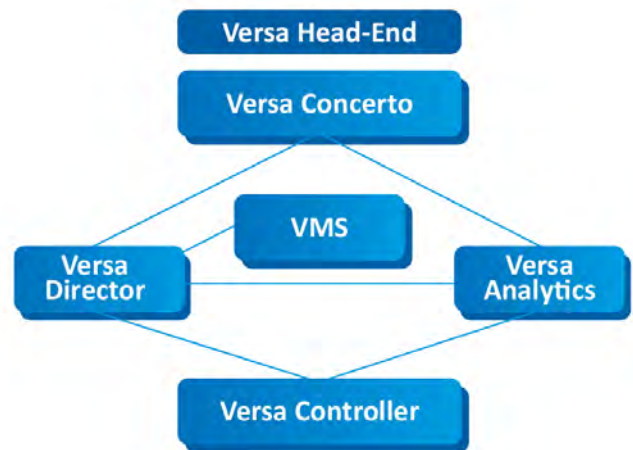 Versa Head-End
Versa Concerto
VMS
Versa
Director
Versa
Analytics
Versa Controller